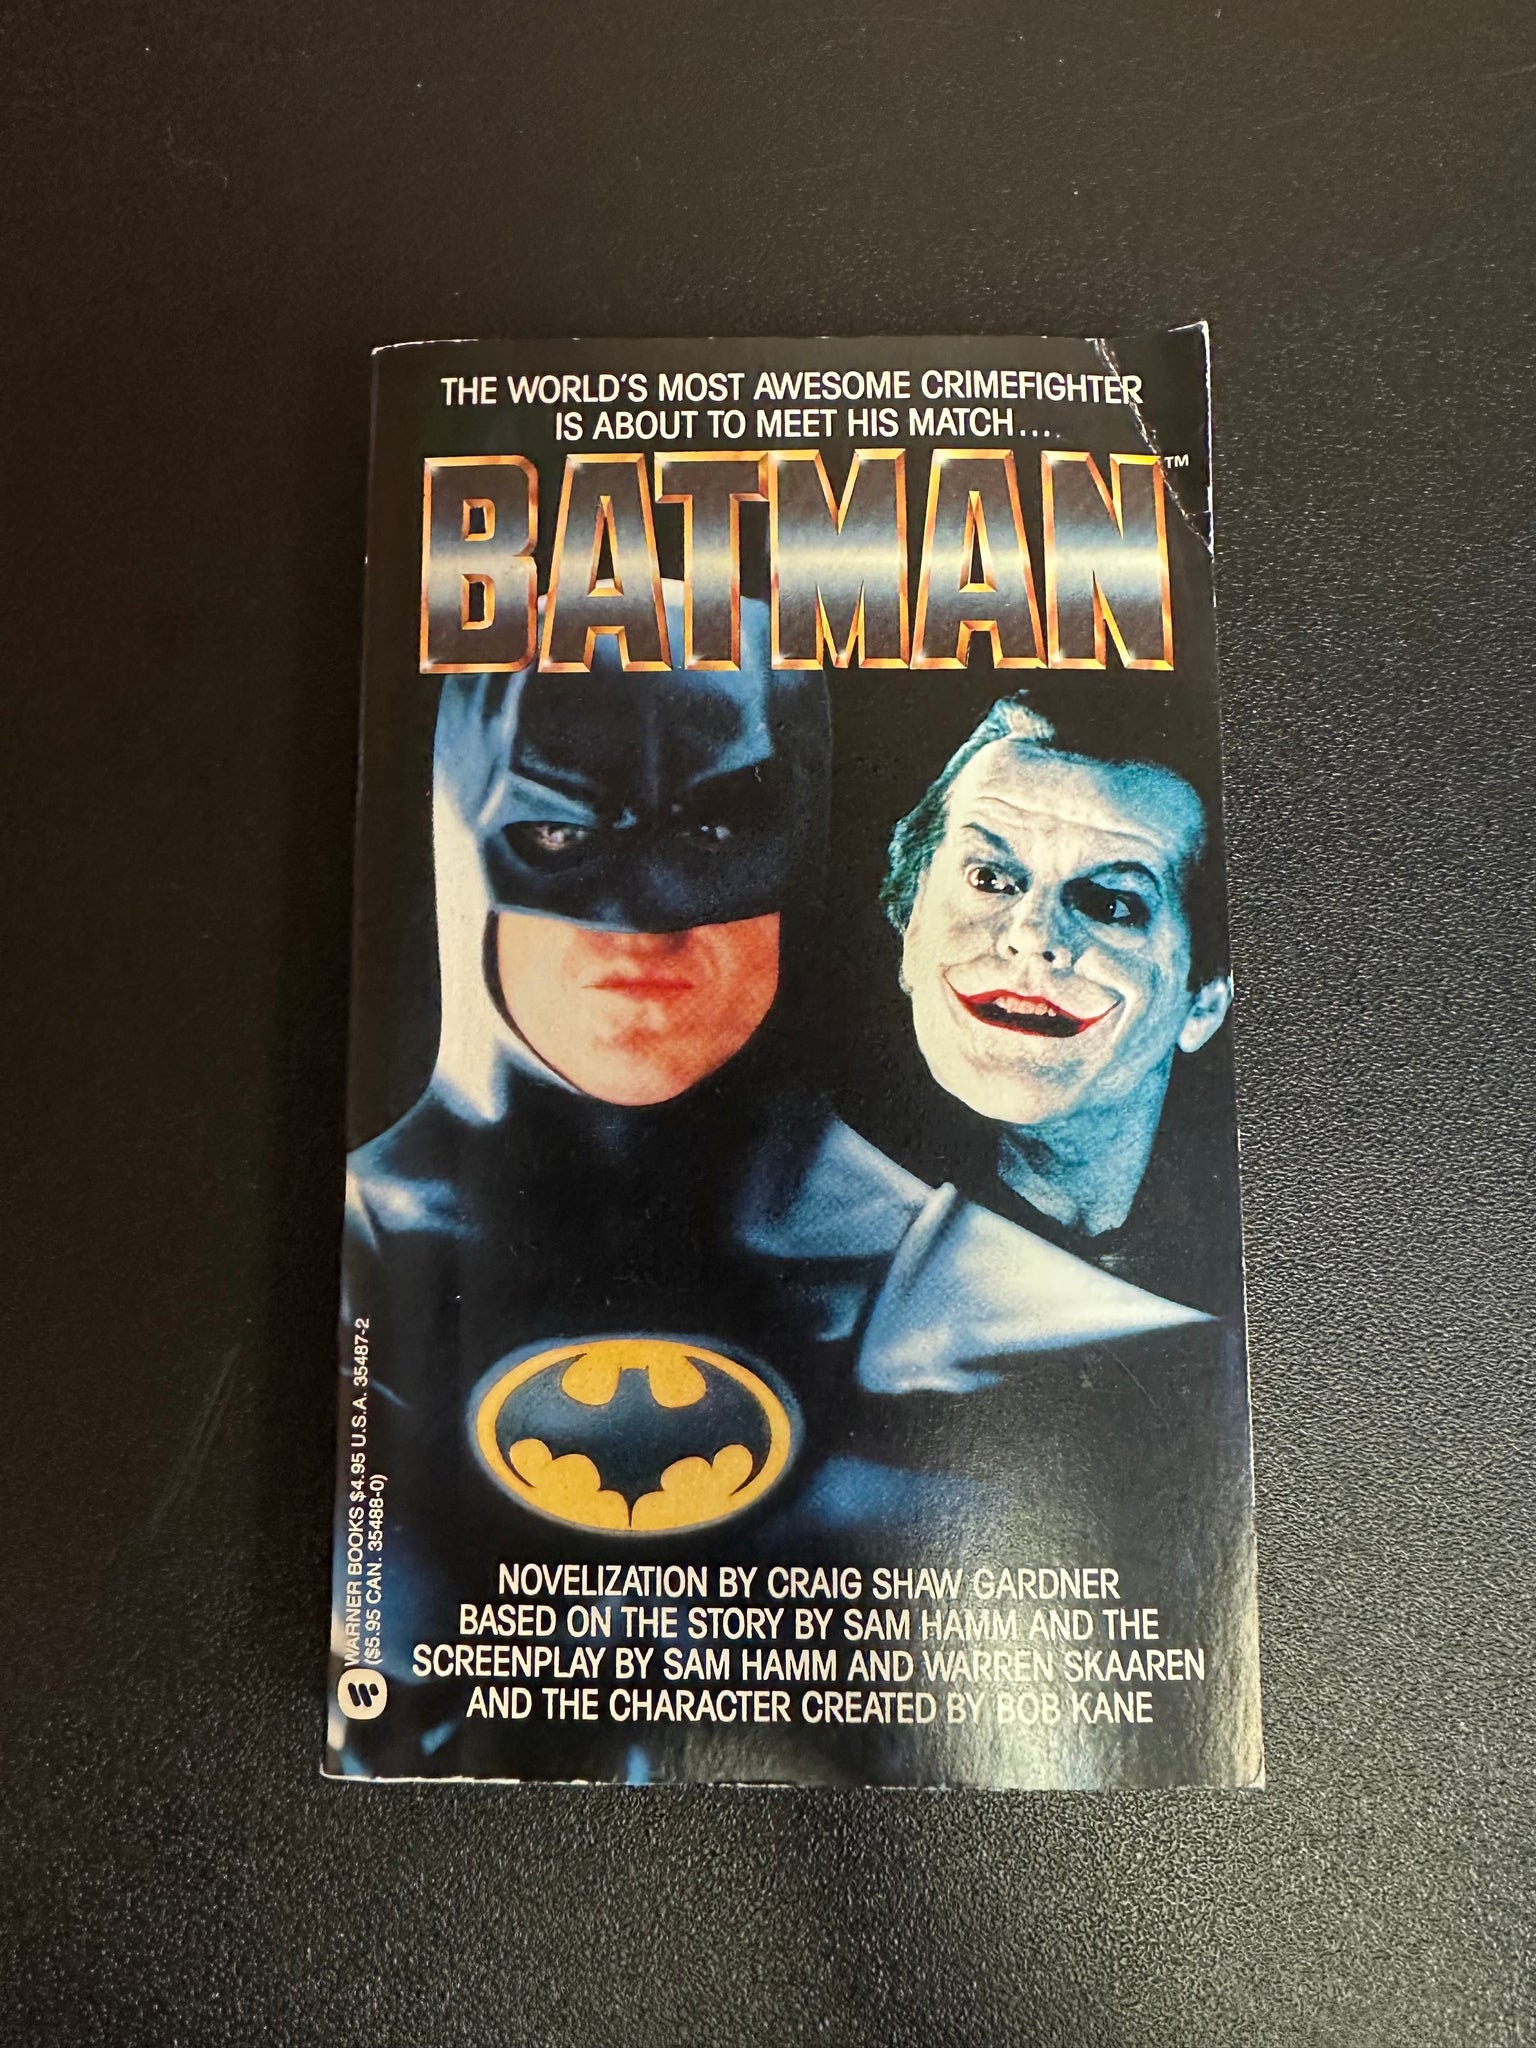 THE WORLD'S MOST AWESOME CRIMEFIGHTER
IS ABOUT TO MEET HIS MATCH...
BATMAN™
WARNER BOOKS $4.95 U.S.A. 35487-2
($5.95 CAN. 35488-0)
NOVELIZATION BY CRAIG SHAW GARDNER
BASED ON THE STORY BY SAM HAMM AND THE
SCREENPLAY BY SAM HAMM AND WARREN SKAAREN
AND THE CHARACTER CREATED BY BOB KANE